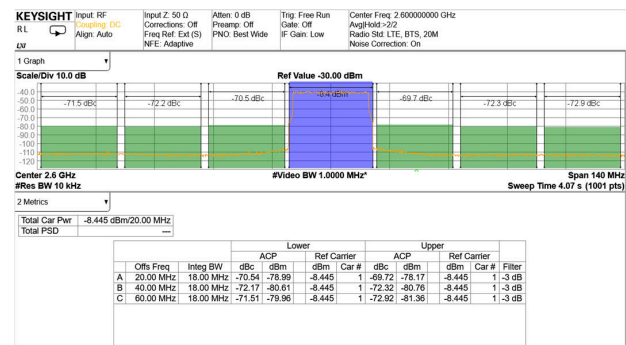 KEYSIGHT Input: RF Input Z: 50 Ω Atten: 0 dB Trig: Free Run Center Freq: 2.600000000 GHz
RL Coupling: DC Corrections: Off Preamp: Off Gate: Off Avg|Hold:>2/2
Align: Auto Freq Ref: Ext (S) PNO: Best Wide IF Gain: Low Radio Std: LTE, BTS, 20M
LXI NFE: Adaptive Noise Correction: On
1 Graph
Scale/Div 10.0 dB Ref Value -30.00 dBm
-40.0
-50.0
-60.0
-70.0
-80.0
-90.0
-100
-110
-120
-71.5 dBc -72.2 dBc -70.5 dBc -8.4 dBm -69.7 dBc -72.3 dBc -72.9 dBc
Center 2.6 GHz #Video BW 1.0000 MHz* Span 140 MHz
#Res BW 10 kHz Sweep Time 4.07 s (1001 pts)
2 Metrics
Total Car Pwr -8.445 dBm/20.00 MHz
Total PSD ---
Lower Upper
ACP Ref Carrier ACP Ref Carrier
Offs Freq Integ BW dBc dBm dBm Car # dBc dBm dBm Car # Filter
A 20.00 MHz 18.00 MHz -70.54 -78.99 -8.445 1 -69.72 -78.17 -8.445 1 -3 dB
B 40.00 MHz 18.00 MHz -72.17 -80.61 -8.445 1 -72.32 -80.76 -8.445 1 -3 dB
C 60.00 MHz 18.00 MHz -71.51 -79.96 -8.445 1 -72.92 -81.36 -8.445 1 -3 dB